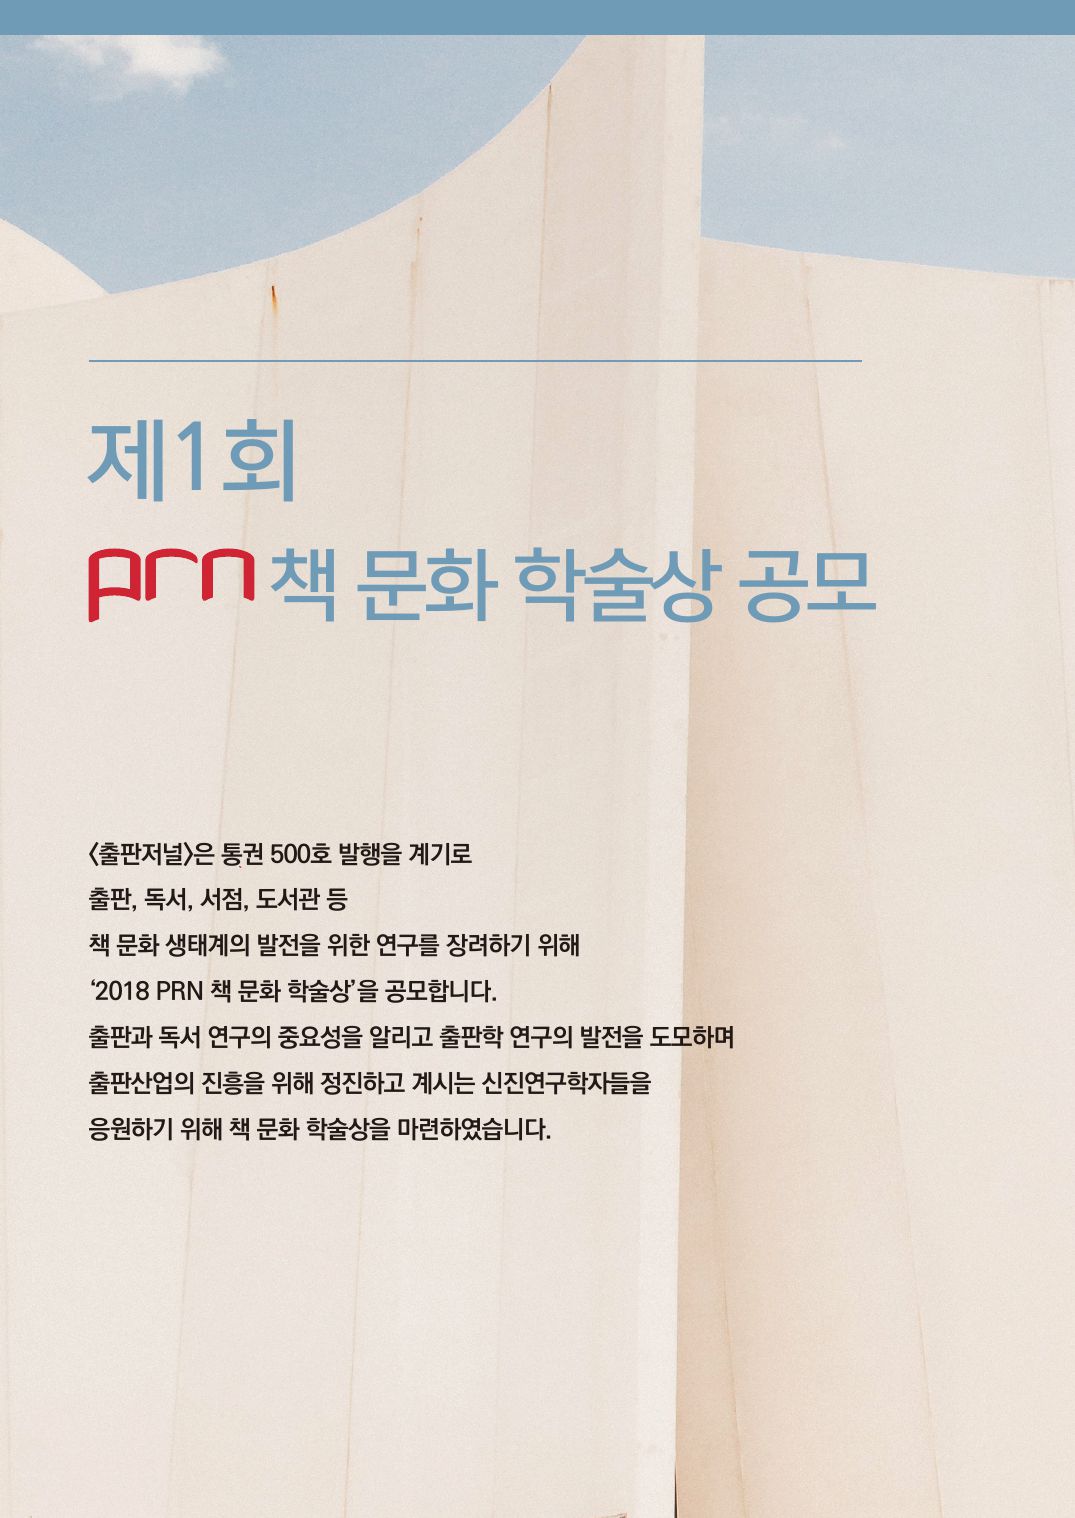 제1회
prn 책 문화 학술상 공모
〈출판저널〉은 통권 500호 발행을 계기로
출판, 독서, 서점, 도서관 등
책 문화 생태계의 발전을 위한 연구를 장려하기 위해
‘2018 PRN 책 문화 학술상’을 공모합니다.
출판과 독서 연구의 중요성을 알리고 출판학 연구의 발전을 도모하며
출판산업의 진흥을 위해 정진하고 계시는 신진연구학자들을
응원하기 위해 책 문화 학술상을 마련하였습니다.